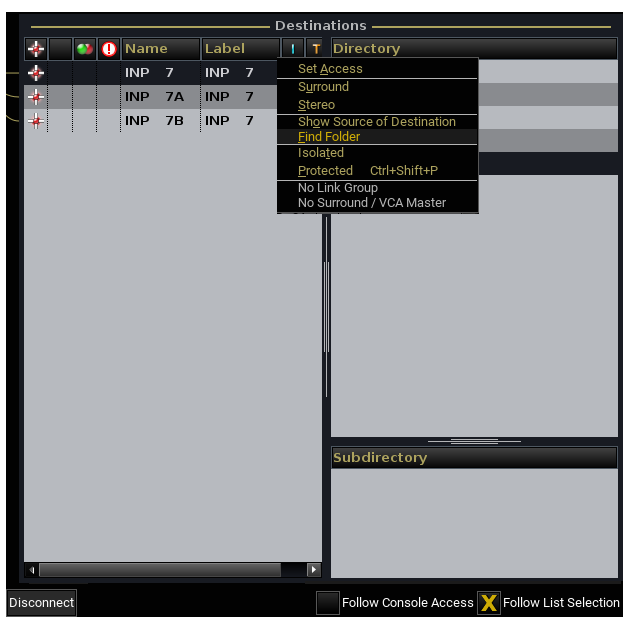 Destinations
Name Label I T Directory
INP 7 INP 7
INP 7A INP 7
INP 7B INP 7
Set Access
Surround
Stereo
Show Source of Destination
Find Folder
Isolated
Protected Ctrl+Shift+P
No Link Group
No Surround / VCA Master
Subdirectory
Disconnect Follow Console Access X Follow List Selection